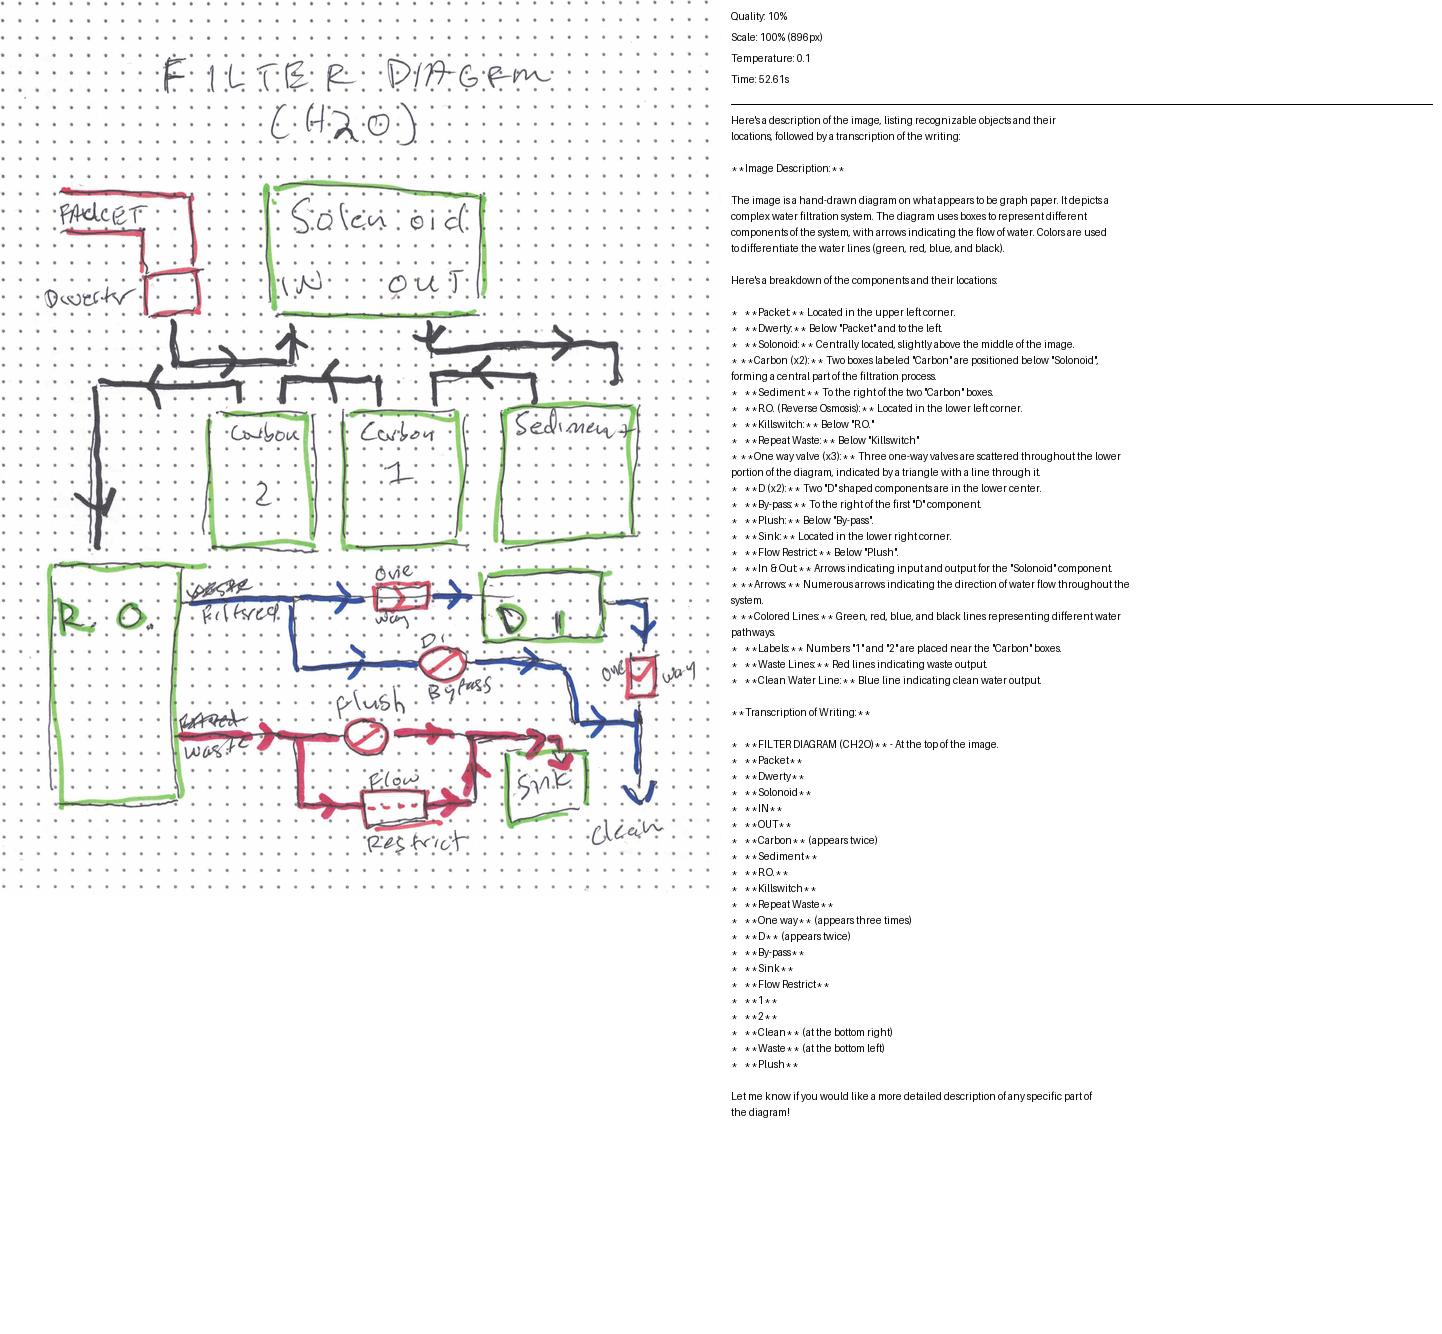 FILTER DIAGRM
(H2O)
FAUCET
Diverter
Solenoid
IN OUT
Carbon
2
Carbon
1
Sediment
R. O.
waste
Filtered
one
way
DI
DI
Bypass
one way
Flush
waste
Flow
Restrict
Sink
Clean
Quality: 10%
Scale: 100% (896px)
Temperature: 0.1
Time: 52.61s
Here's a description of the image, listing recognizable objects and their
locations, followed by a transcription of the writing:
**Image Description:**
The image is a hand-drawn diagram on what appears to be graph paper. It depicts a
complex water filtration system. The diagram uses boxes to represent different
components of the system, with arrows indicating the flow of water. Colors are used
to differentiate the water lines (green, red, blue, and black).
Here's a breakdown of the components and their locations:
* **Packet:** Located in the upper left corner.
* **Dwerty:** Below "Packet" and to the left.
* **Solonoid:** Centrally located, slightly above the middle of the image.
* **Carbon (x2):** Two boxes labeled "Carbon" are positioned below "Solonoid",
forming a central part of the filtration process.
* **Sediment:** To the right of the two "Carbon" boxes.
* **R.O. (Reverse Osmosis):** Located in the lower left corner.
* **Killswitch:** Below "R.O."
* **Repeat Waste:** Below "Killswitch"
* **One way valve (x3):** Three one-way valves are scattered throughout the lower
portion of the diagram, indicated by a triangle with a line through it.
* **D (x2):** Two "D" shaped components are in the lower center.
* **By-pass:** To the right of the first "D" component.
* **Plush:** Below "By-pass".
* **Sink:** Located in the lower right corner.
* **Flow Restrict:** Below "Plush".
* **In & Out:** Arrows indicating input and output for the "Solonoid" component.
* **Arrows:** Numerous arrows indicating the direction of water flow throughout the
system.
* **Colored Lines:** Green, red, blue, and black lines representing different water
pathways.
* **Labels:** Numbers "1" and "2" are placed near the "Carbon" boxes.
* **Waste Lines:** Red lines indicating waste output.
* **Clean Water Line:** Blue line indicating clean water output.
**Transcription of Writing:**
* **FILTER DIAGRAM (CH2O)** - At the top of the image.
* **Packet**
* **Dwerty**
* **Solonoid**
* **IN**
* **OUT**
* **Carbon** (appears twice)
* **Sediment**
* **R.O.**
* **Killswitch**
* **Repeat Waste**
* **One way** (appears three times)
* **D** (appears twice)
* **By-pass**
* **Sink**
* **Flow Restrict**
* **1**
* **2**
* **Clean** (at the bottom right)
* **Waste** (at the bottom left)
* **Plush**
Let me know if you would like a more detailed description of any specific part of
the diagram!